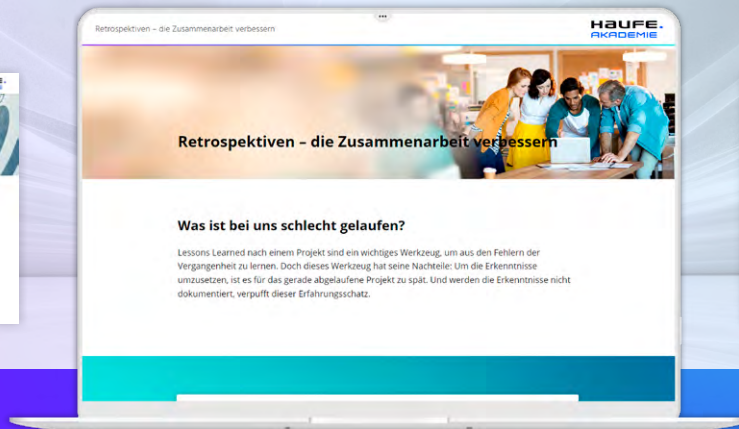 Retrospektiven – die Zusammenarbeit verbessern
HAUFE.
AKADEMIE
Retrospektiven – die Zusammenarbeit verbessern
Was ist bei uns schlecht gelaufen?
Lessons Learned nach einem Projekt sind ein wichtiges Werkzeug, um aus den Fehlern der
Vergangenheit zu lernen. Doch dieses Werkzeug hat seine Nachteile: Um die Erkenntnisse
umzusetzen, ist es für das gerade abgelaufene Projekt zu spät. Und werden die Erkenntnisse nicht
dokumentiert, verpufft dieser Erfahrungsschatz.